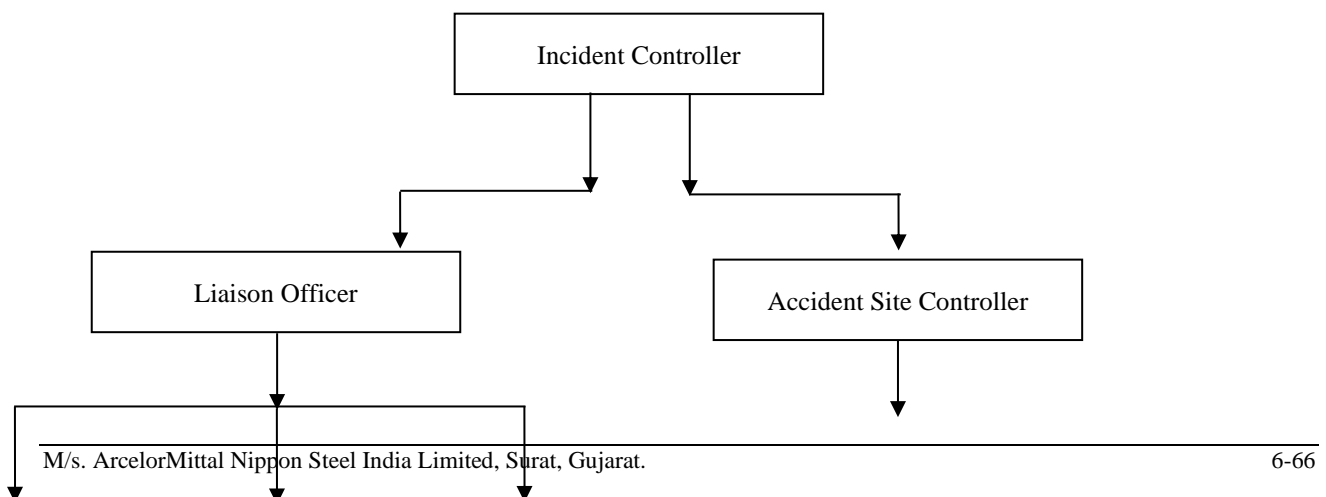 Incident Controller
Liaison Officer
Accident Site Controller
M/s. ArcelorMittal Nippon Steel India Limited, Surat, Gujarat. 6-66